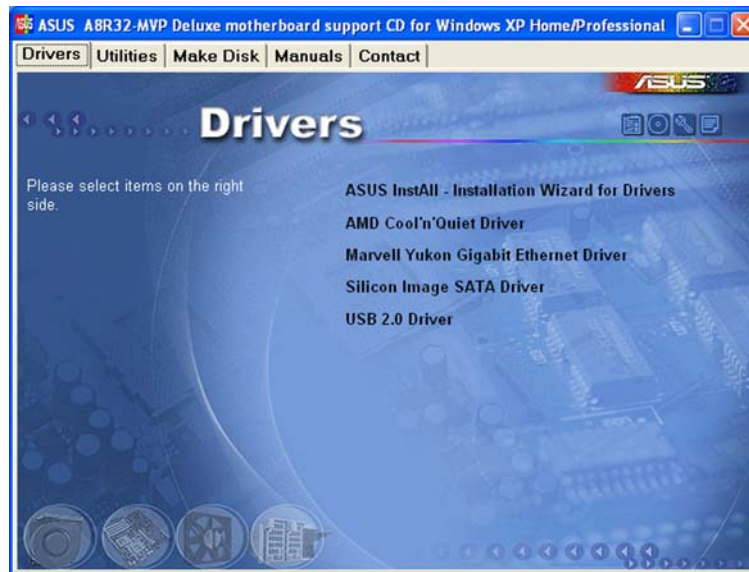 ASUS A8R32-MVP Deluxe motherboard support CD for Windows XP Home/Professional
Drivers Utilities Make Disk Manuals Contact
ASUS
Drivers
Please select items on the right
side.
ASUS InstAll - Installation Wizard for Drivers
AMD Cool'n'Quiet Driver
Marvell Yukon Gigabit Ethernet Driver
Silicon Image SATA Driver
USB 2.0 Driver